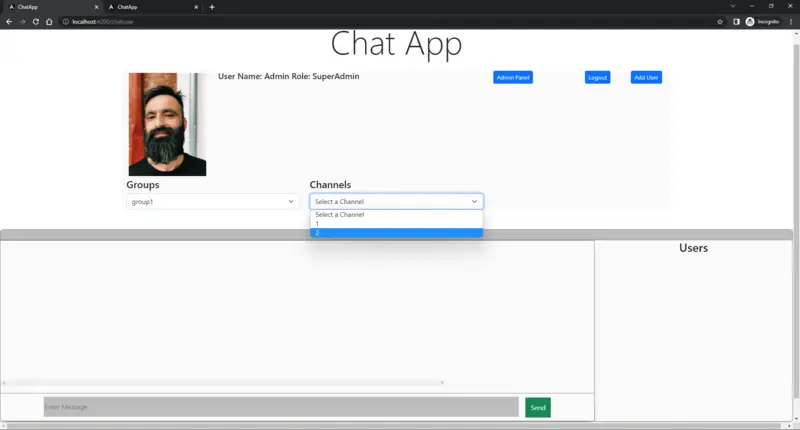 ChatApp
ChatApp
localhost:4200/chatuser
Incognito
Chat App
User Name: Admin Role: SuperAdmin
Admin Panel
Logout
Add User
Groups
Channels
group1
Select a Channel
Select a Channel
1
2
Users
Enter Message
Send